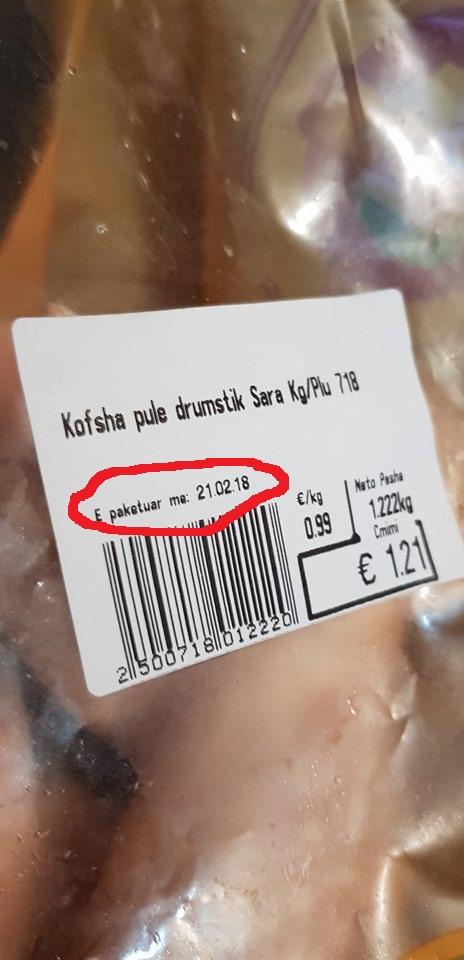 Kofsha pule drumstik Sara Kg/Plu 718
E paketuar me: 21.02.18
€/kg
0.99
Neto Pesha
1.222kg
Cmimi
€ 1.21
2 500718 012220